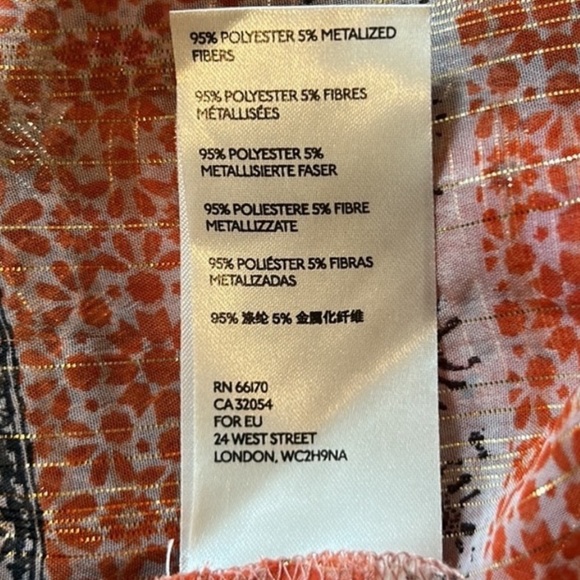 95% POLYESTER 5% METALIZED
FIBERS
95% POLYESTER 5% FIBRES
MÉTALLISÉES
95% POLYESTER 5%
METALLISIERTE FASER
95% POLIESTERE 5% FIBRE
METALLIZZATE
95% POLIÉSTER 5% FIBRAS
METALIZADAS
95% 涤纶 5% 金属化纤维
RN 66170
CA 32054
FOR EU
24 WEST STREET
LONDON, WC2H9NA